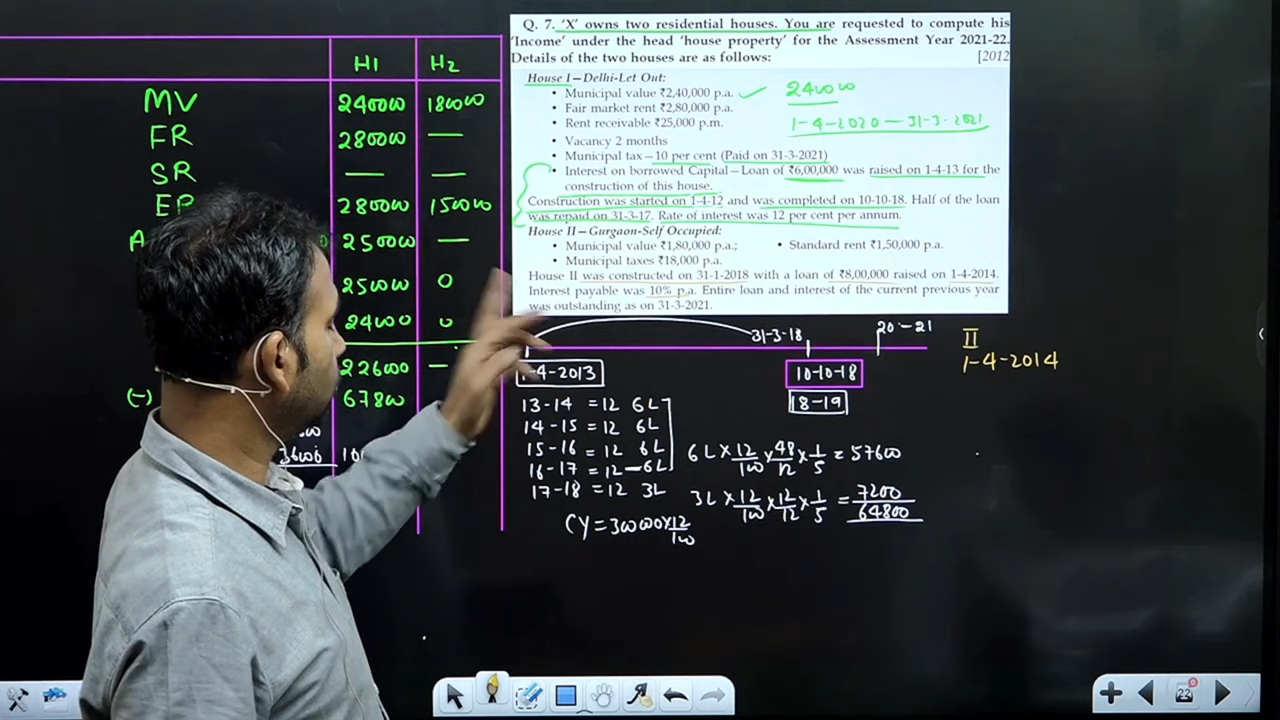 H1 H2
MV 240000 180000
FR 280000 —
SR — —
ER 280000 150000
A 250000 —
250000 0
24000 0
226000 —
(-) 67800
36000
Q. 7. 'X' owns two residential houses. You are requested to compute his
'Income' under the head 'house property' for the Assessment Year 2021-22.
Details of the two houses are as follows: [2012
House I—Delhi-Let Out:
• Municipal value ₹2,40,000 p.a. ✓ 240000
• Fair market rent ₹2,80,000 p.a.
• Rent receivable ₹25,000 p.m. 1-4-2020 — 31-3-2021
• Vacancy 2 months
• Municipal tax—10 per cent (Paid on 31-3-2021)
• Interest on borrowed Capital—Loan of ₹6,00,000 was raised on 1-4-13 for the
construction of this house.
Construction was started on 1-4-12 and was completed on 10-10-18. Half of the loan
was repaid on 31-3-17. Rate of interest was 12 per cent per annum.
House II—Gurgaon-Self Occupied:
• Municipal value ₹1,80,000 p.a.; • Standard rent ₹1,50,000 p.a.
• Municipal taxes ₹18,000 p.a.
House II was constructed on 31-1-2018 with a loan of ₹8,00,000 raised on 1-4-2014.
Interest payable was 10% p.a. Entire loan and interest of the current previous year
was outstanding as on 31-3-2021.
31-3-18 20-21 II
1-4-2013 10-10-18 1-4-2014
18-19
13-14 = 12 6L
14-15 = 12 6L
15-16 = 12 6L 6L × 12/100 × 48/12 × 1/5 = 57600
16-17 = 12 - 6L
17-18 = 12 3L 3L × 12/100 × 12/12 × 1/5 = 7200
64800
CY = 300000 × 12/100
23